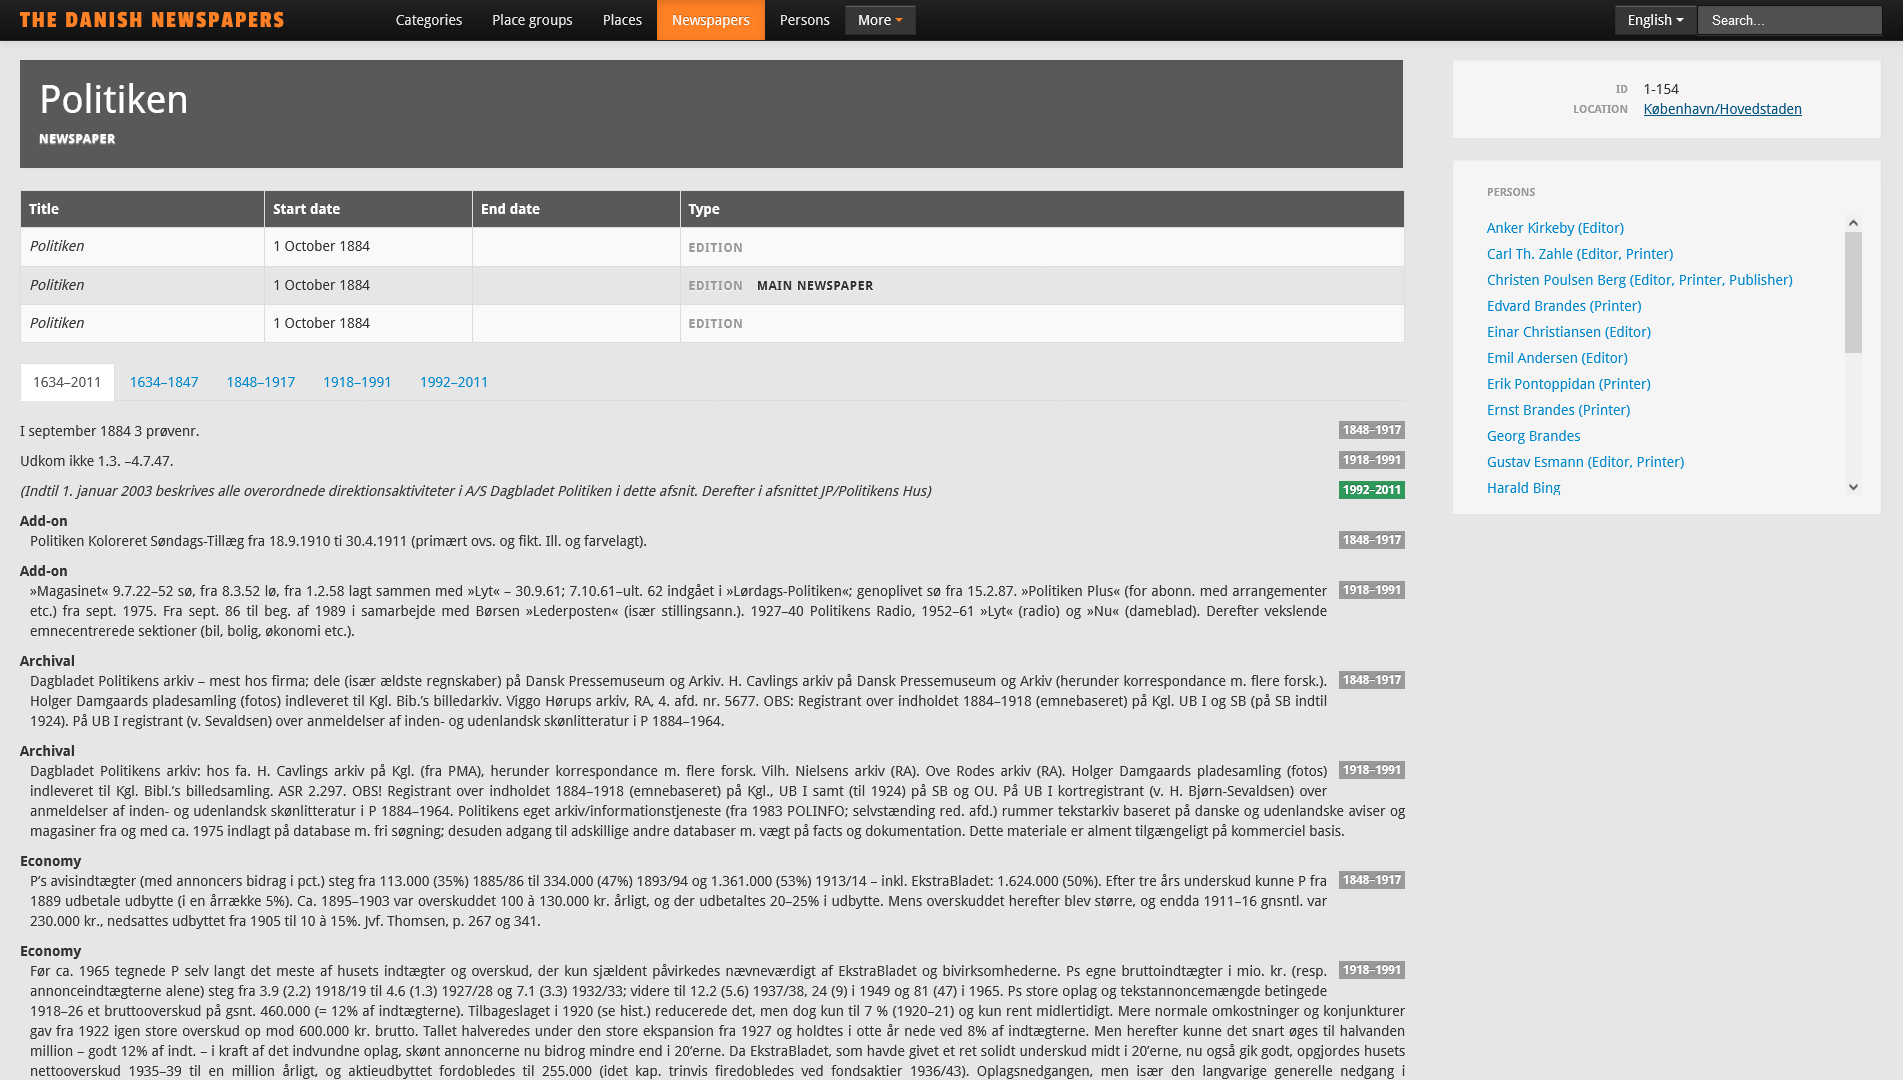 THE DANISH NEWSPAPERS
Categories Place groups Places Newspapers Persons More
English Search...
Politiken
NEWSPAPER
Title Start date End date Type
Politiken 1 October 1884 EDITION
Politiken 1 October 1884 EDITION MAIN NEWSPAPER
Politiken 1 October 1884 EDITION
1634–2011 1634–1847 1848–1917 1918–1991 1992–2011
I september 1884 3 prøvenr. 1848–1917
Udkom ikke 1.3. –4.7.47. 1918–1991
(Indtil 1. januar 2003 beskrives alle overordnede direktionsaktiviteter i A/S Dagbladet Politiken i dette afsnit. Derefter i afsnittet JP/Politikens Hus) 1992–2011
Add-on
Politiken Koloreret Søndags-Tillæg fra 18.9.1910 ti 30.4.1911 (primært ovs. og fikt. Ill. og farvelagt). 1848–1917
Add-on
»Magasinet« 9.7.22–52 sø, fra 8.3.52 lø, fra 1.2.58 lagt sammen med »Lyt« – 30.9.61; 7.10.61–ult. 62 indgået i »Lørdags-Politiken«; genoplivet sø fra 15.2.87. »Politiken Plus« (for abonn. med arrangementer 1918–1991
etc.) fra sept. 1975. Fra sept. 86 til beg. af 1989 i samarbejde med Børsen »Lederposten« (især stillingsann.). 1927–40 Politikens Radio, 1952–61 »Lyt« (radio) og »Nu« (dameblad). Derefter vekslende
emnecentrerede sektioner (bil, bolig, økonomi etc.).
Archival
Dagbladet Politikens arkiv – mest hos firma; dele (især ældste regnskaber) på Dansk Pressemuseum og Arkiv. H. Cavlings arkiv på Dansk Pressemuseum og Arkiv (herunder korrespondance m. flere forsk.). 1848–1917
Holger Damgaards pladesamling (fotos) indleveret til Kgl. Bib.'s billedarkiv. Viggo Hørups arkiv, RA, 4. afd. nr. 5677. OBS: Registrant over indholdet 1884–1918 (emnebaseret) på Kgl. UB I og SB (på SB indtil
1924). På UB I registrant (v. Sevaldsen) over anmeldelser af inden- og udenlandsk skønlitteratur i P 1884–1964.
Archival
Dagbladet Politikens arkiv: hos fa. H. Cavlings arkiv på Kgl. (fra PMA), herunder korrespondance m. flere forsk. Vilh. Nielsens arkiv (RA). Ove Rodes arkiv (RA). Holger Damgaards pladesamling (fotos) 1918–1991
indleveret til Kgl. Bibl.'s billedsamling. ASR 2.297. OBS! Registrant over indholdet 1884–1918 (emnebaseret) på Kgl., UB I samt (til 1924) på SB og OU. På UB I kortregistrant (v. H. Bjørn-Sevaldsen) over
anmeldelser af inden- og udenlandsk skønlitteratur i P 1884–1964. Politikens eget arkiv/informationstjeneste (fra 1983 POLINFO; selvstænding red. afd.) rummer tekstarkiv baseret på danske og udenlandske aviser og
magasiner fra og med ca. 1975 indlagt på database m. fri søgning; desuden adgang til adskillige andre databaser m. vægt på facts og dokumentation. Dette materiale er alment tilgængeligt på kommerciel basis.
Economy
P's avisindtægter (med annoncers bidrag i pct.) steg fra 113.000 (35%) 1885/86 til 334.000 (47%) 1893/94 og 1.361.000 (53%) 1913/14 – inkl. EkstraBladet: 1.624.000 (50%). Efter tre års underskud kunne P fra 1848–1917
1889 udbetale udbytte (i en årrække 5%). Ca. 1895–1903 var overskuddet 100 à 130.000 kr. årligt, og der udbetaltes 20–25% i udbytte. Mens overskuddet herefter blev større, og endda 1911–16 gnsntl. var
230.000 kr., nedsattes udbyttet fra 1905 til 10 à 15%. Jvf. Thomsen, p. 267 og 341.
Economy
Før ca. 1965 tegnede P selv langt det meste af husets indtægter og overskud, der kun sjældent påvirkedes nævneværdigt af EkstraBladet og bivirksomhederne. Ps egne bruttoindtægter i mio. kr. (resp. 1918–1991
annonceindtægterne alene) steg fra 3.9 (2.2) 1918/19 til 4.6 (1.3) 1927/28 og 7.1 (3.3) 1932/33; videre til 12.2 (5.6) 1937/38, 24 (9) i 1949 og 81 (47) i 1965. Ps store oplag og tekstannoncemængde betingede
1918–26 et bruttooverskud på gsnt. 460.000 (= 12% af indtægterne). Tilbageslaget i 1920 (se hist.) reducerede det, men dog kun til 7 % (1920–21) og kun rent midlertidigt. Mere normale omkostninger og konjunkturer
gav fra 1922 igen store overskud op mod 600.000 kr. brutto. Tallet halveredes under den store ekspansion fra 1927 og holdtes i otte år nede ved 8% af indtægterne. Men herefter kunne det snart øges til halvanden
million – godt 12% af indt. – i kraft af det indvundne oplag, skønt annoncerne nu bidrog mindre end i 20'erne. Da EkstraBladet, som havde givet et ret solidt underskud midt i 20'erne, nu også gik godt, opgjordes husets
nettooverskud 1935–39 til en million årligt, og aktieudbyttet fordobledes til 255.000 (idet kap. trinvis firedobledes ved fondsaktier 1936/43). Oplagsnedgangen, men især den langvarige generelle nedgang i
ID 1-154
LOCATION København/Hovedstaden
PERSONS
Anker Kirkeby (Editor)
Carl Th. Zahle (Editor, Printer)
Christen Poulsen Berg (Editor, Printer, Publisher)
Edvard Brandes (Printer)
Einar Christiansen (Editor)
Emil Andersen (Editor)
Erik Pontoppidan (Printer)
Ernst Brandes (Printer)
Georg Brandes
Gustav Esmann (Editor, Printer)
Harald Bing